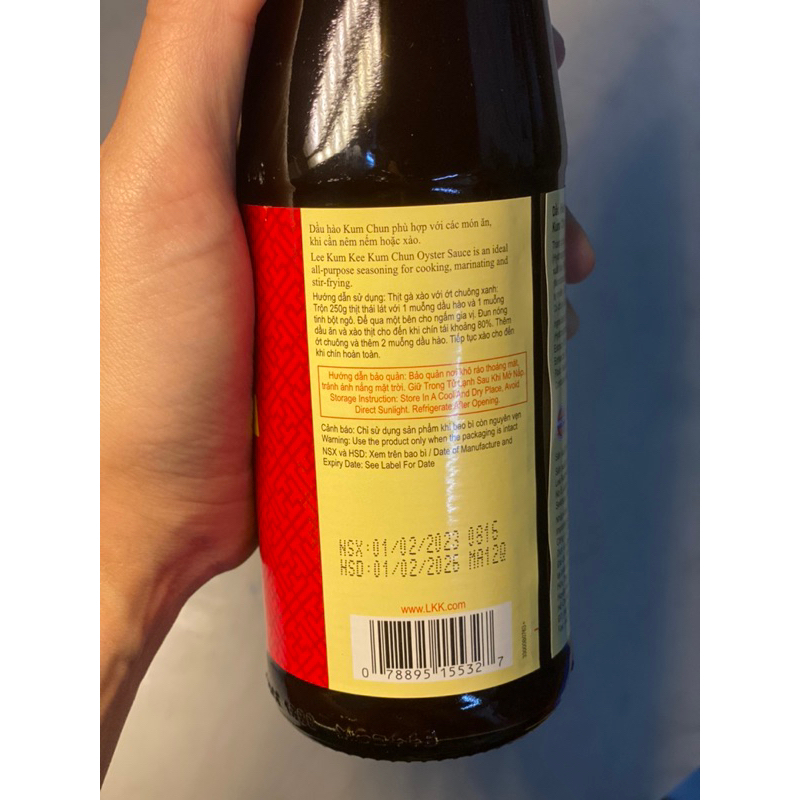 Dầu hào Kum Chun phù hợp với các món ăn,
khi cần nêm nếm hoặc xào.
Lee Kum Kee Kum Chun Oyster Sauce is an ideal
all-purpose seasoning for cooking, marinating and
stir-frying.
Hướng dẫn sử dụng: Thịt gà xào với ớt chuông xanh:
Trộn 250g thịt thái lát với 1 muỗng dầu hào và 1 muỗng
tinh bột ngô. Để qua một bên cho ngấm gia vị. Đun nóng
dầu ăn và xào thịt cho đến khi chín tái khoảng 80%. Thêm
ớt chuông và thêm 2 muỗng dầu hào. Tiếp tục xào cho đến
khi chín hoàn toàn.
Hướng dẫn bảo quản: Bảo quản nơi khô ráo thoáng mát,
tránh ánh nắng mặt trời. Giữ Trong Tủ Lạnh Sau Khi Mở Nắp.
Storage Instruction: Store In A Cool And Dry Place, Avoid
Direct Sunlight. Refrigerate After Opening.
Cảnh báo: Chỉ sử dụng sản phẩm khi bao bì còn nguyên vẹn
Warning: Use the product only when the packaging is intact
NSX và HSD: Xem trên bao bì / Date of Manufacture and
Expiry Date: See Label For Date
NSX:01/02/2023 0816
HSD:01/02/2026 MA120
www.LKK.com
0 78895 15532 7